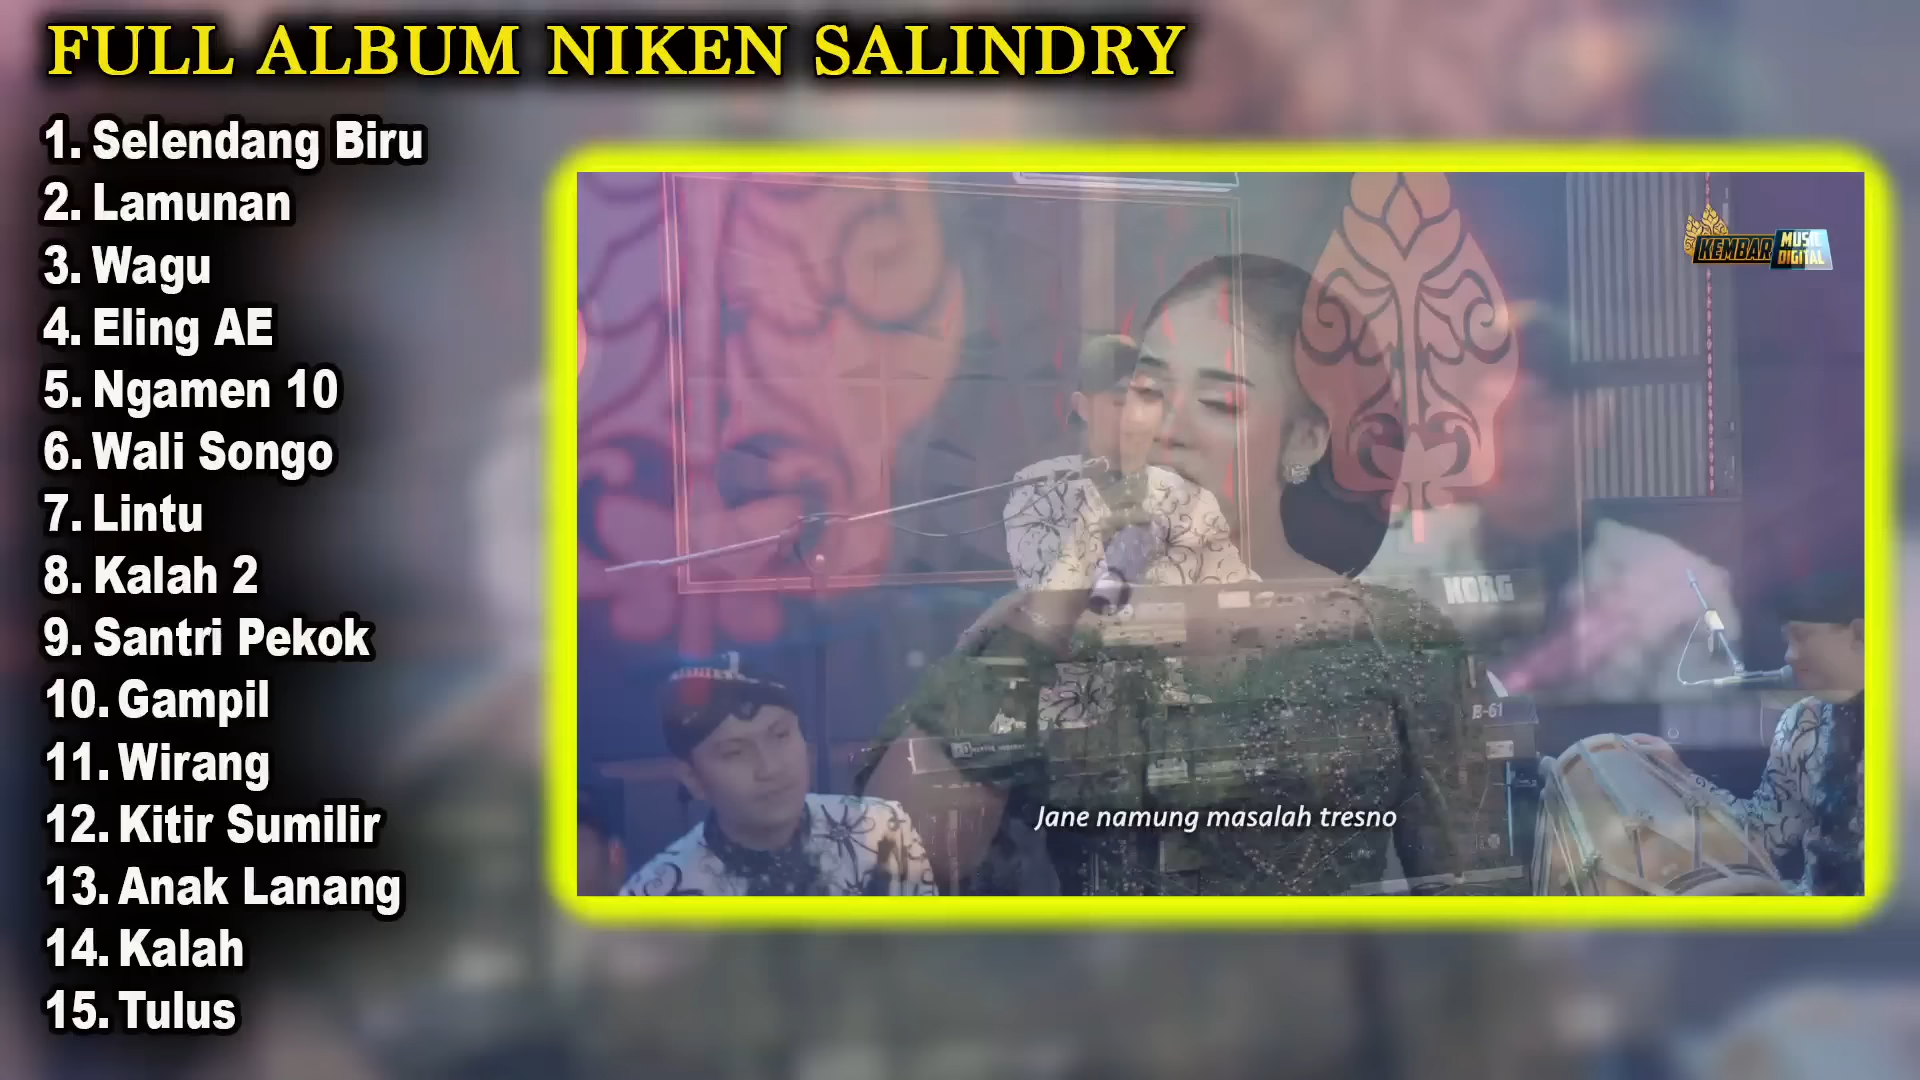 FULL ALBUM NIKEN SALINDRY
1. Selendang Biru
2. Lamunan
3. Wagu
4. Eling AE
5. Ngamen 10
6. Wali Songo
7. Lintu
8. Kalah 2
9. Santri Pekok
10. Gampil
11. Wirang
12. Kitir Sumilir
13. Anak Lanang
14. Kalah
15. Tulus
KEMBAR MUSIC DIGITAL
KORG
E-61
Jane namung masalah tresno